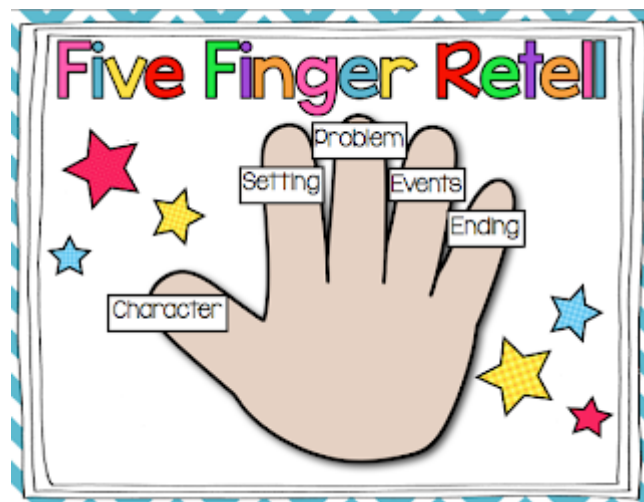 Five Finger Retell
Problem
Setting
Events
Ending
Character